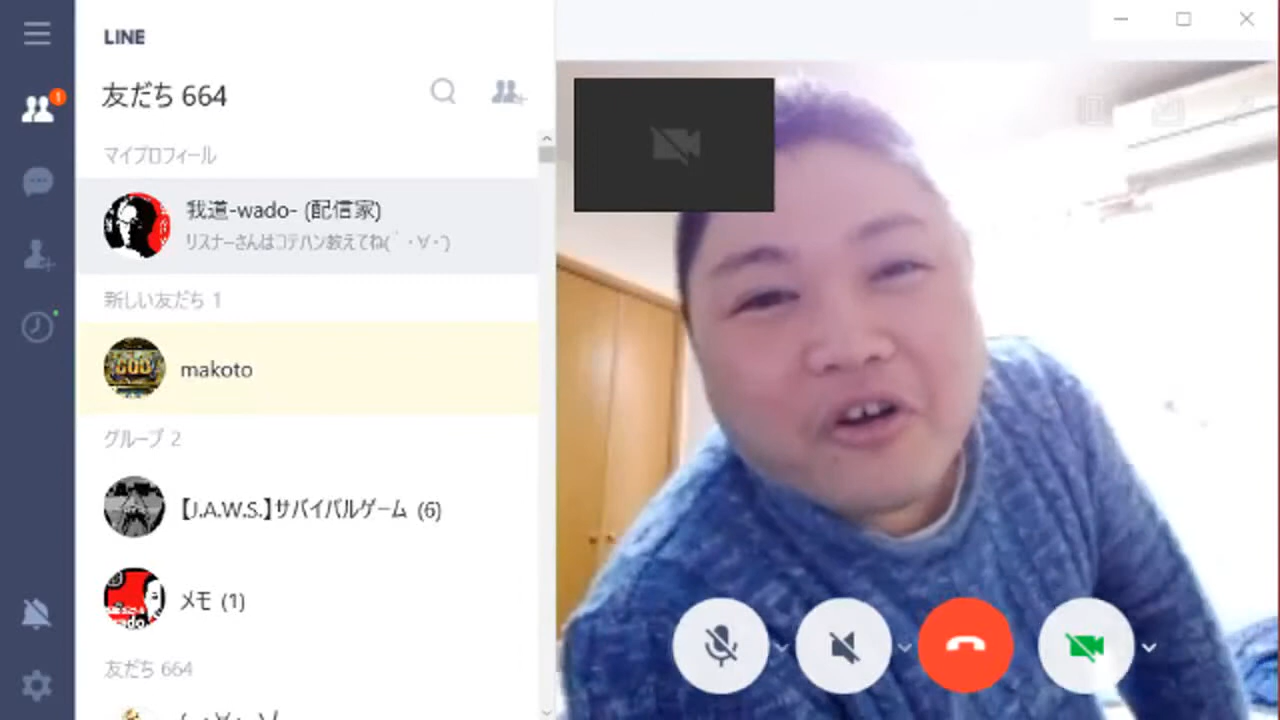 LINE
友だち 664
1
マイプロフィール
我道-wado- (配信家)
リスナーさんはコテハン教えてね(｀・∀・´)
新しい友だち 1
GOD
makoto
グループ 2
【J.A.W.S.】サバイバルゲーム (6)
メモ (1)
友だち 664